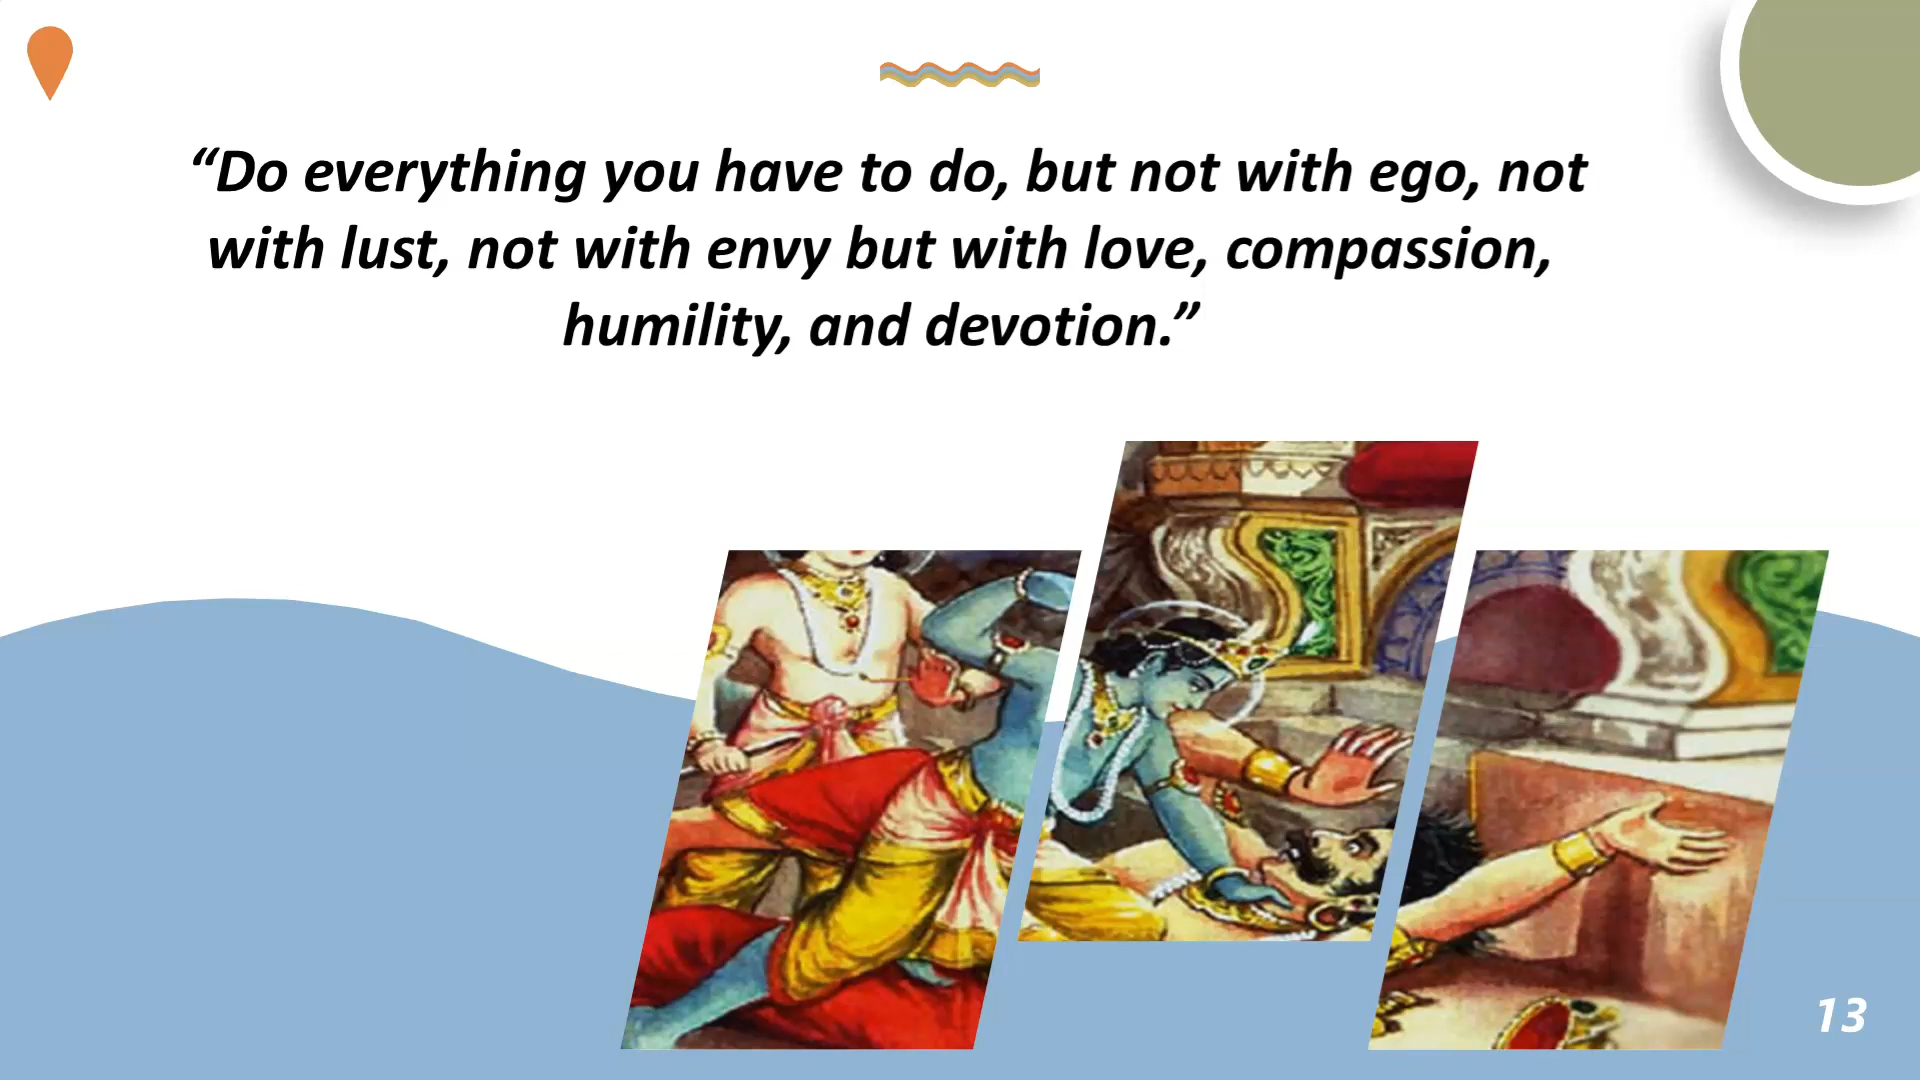 “Do everything you have to do, but not with ego, not
with lust, not with envy but with love, compassion,
humility, and devotion.”
13